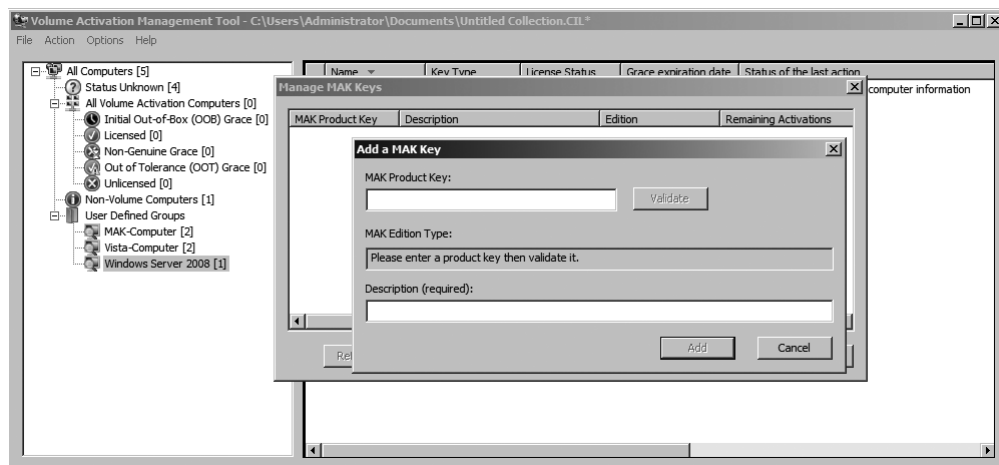 Volume Activation Management Tool - C:\Users\Administrator\Documents\Untitled Collection.CIL*
File Action Options Help
All Computers [5]
Status Unknown [4]
All Volume Activation Computers [0]
Initial Out-of-Box (OOB) Grace [0]
Licensed [0]
Non-Genuine Grace [0]
Out of Tolerance (OOT) Grace [0]
Unlicensed [0]
Non-Volume Computers [1]
User Defined Groups
MAK-Computer [2]
Vista-Computer [2]
Windows Server 2008 [1]
Name Key Type License Status Grace expiration date Status of the last action
computer information
Manage MAK Keys
MAK Product Key Description Edition Remaining Activations
Add a MAK Key
MAK Product Key:
Validate
MAK Edition Type:
Please enter a product key then validate it.
Description (required):
Add Cancel